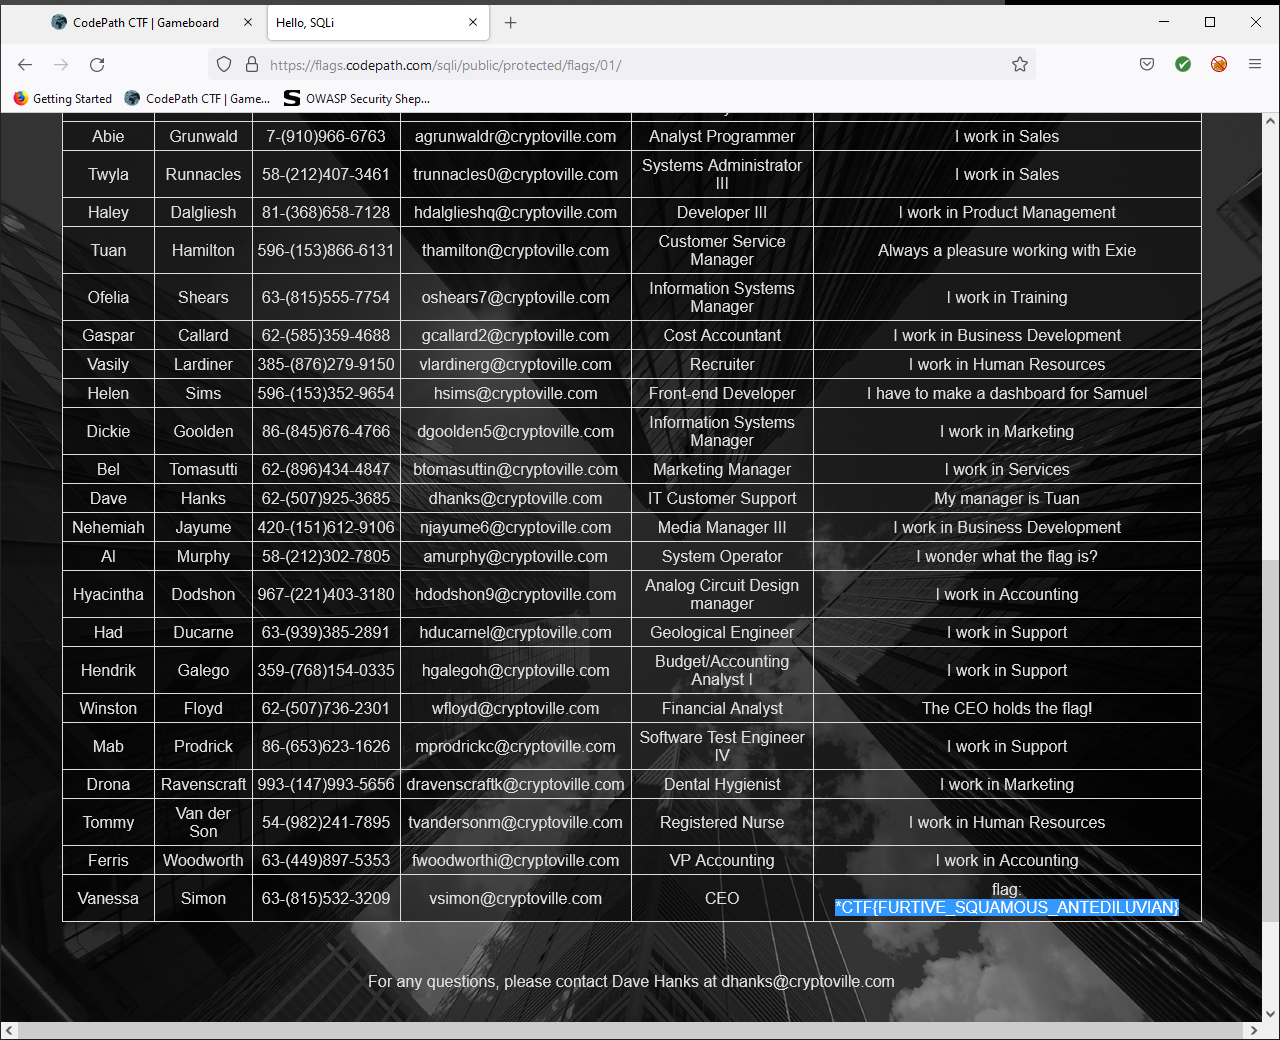 CodePath CTF | Gameboard
Hello, SQLi
https://flags.codepath.com/sqli/public/protected/flags/01/
Getting Started
CodePath CTF | Game...
OWASP Security Shep...
Abie Grunwald 7-(910)966-6763 agrunwaldr@cryptoville.com Analyst Programmer I work in Sales
Twyla Runnacles 58-(212)407-3461 trunnacles0@cryptoville.com Systems Administrator III I work in Sales
Haley Dalgliesh 81-(368)658-7128 hdalglieshq@cryptoville.com Developer III I work in Product Management
Tuan Hamilton 596-(153)866-6131 thamilton@cryptoville.com Customer Service Manager Always a pleasure working with Exie
Ofelia Shears 63-(815)555-7754 oshears7@cryptoville.com Information Systems Manager I work in Training
Gaspar Callard 62-(585)359-4688 gcallard2@cryptoville.com Cost Accountant I work in Business Development
Vasily Lardiner 385-(876)279-9150 vlardinerg@cryptoville.com Recruiter I work in Human Resources
Helen Sims 596-(153)352-9654 hsims@cryptoville.com Front-end Developer I have to make a dashboard for Samuel
Dickie Goolden 86-(845)676-4766 dgoolden5@cryptoville.com Information Systems Manager I work in Marketing
Bel Tomasutti 62-(896)434-4847 btomasuttin@cryptoville.com Marketing Manager I work in Services
Dave Hanks 62-(507)925-3685 dhanks@cryptoville.com IT Customer Support My manager is Tuan
Nehemiah Jayume 420-(151)612-9106 njayume6@cryptoville.com Media Manager III I work in Business Development
Al Murphy 58-(212)302-7805 amurphy@cryptoville.com System Operator I wonder what the flag is?
Hyacintha Dodshon 967-(221)403-3180 hdodshon9@cryptoville.com Analog Circuit Design manager I work in Accounting
Had Ducarne 63-(939)385-2891 hducarnel@cryptoville.com Geological Engineer I work in Support
Hendrik Galego 359-(768)154-0335 hgalegoh@cryptoville.com Budget/Accounting Analyst I I work in Support
Winston Floyd 62-(507)736-2301 wfloyd@cryptoville.com Financial Analyst The CEO holds the flag!
Mab Prodrick 86-(653)623-1626 mprodrickc@cryptoville.com Software Test Engineer IV I work in Support
Drona Ravenscraft 993-(147)993-5656 dravenscraftk@cryptoville.com Dental Hygienist I work in Marketing
Tommy Van der Son 54-(982)241-7895 tvandersonm@cryptoville.com Registered Nurse I work in Human Resources
Ferris Woodworth 63-(449)897-5353 fwoodworthi@cryptoville.com VP Accounting I work in Accounting
Vanessa Simon 63-(815)532-3209 vsimon@cryptoville.com CEO flag: *CTF{FURTIVE_SQUAMOUS_ANTEDILUVIAN}
For any questions, please contact Dave Hanks at dhanks@cryptoville.com